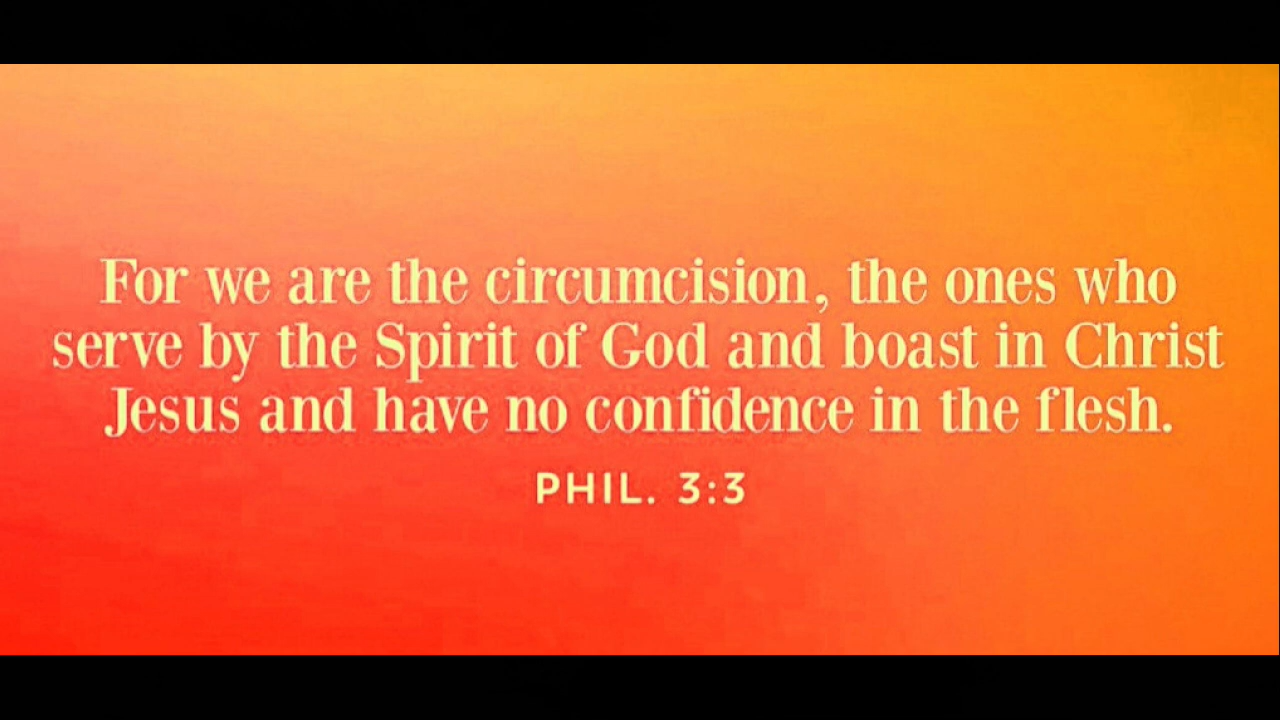 For we are the circumcision, the ones who
serve by the Spirit of God and boast in Christ
Jesus and have no confidence in the flesh.
PHIL. 3:3